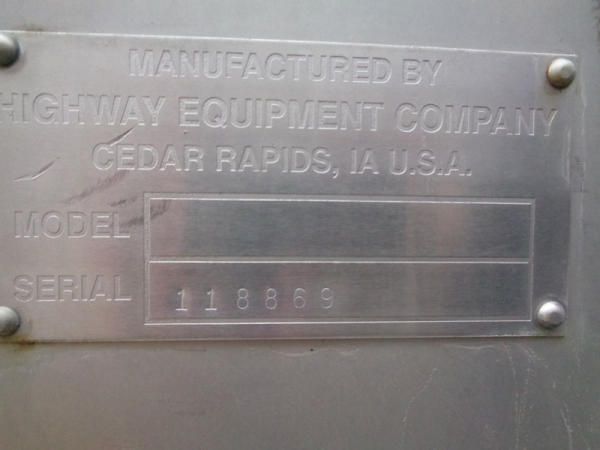 MANUFACTURED BY
HIGHWAY EQUIPMENT COMPANY
CEDAR RAPIDS, IA U.S.A.
MODEL
SERIAL 118869